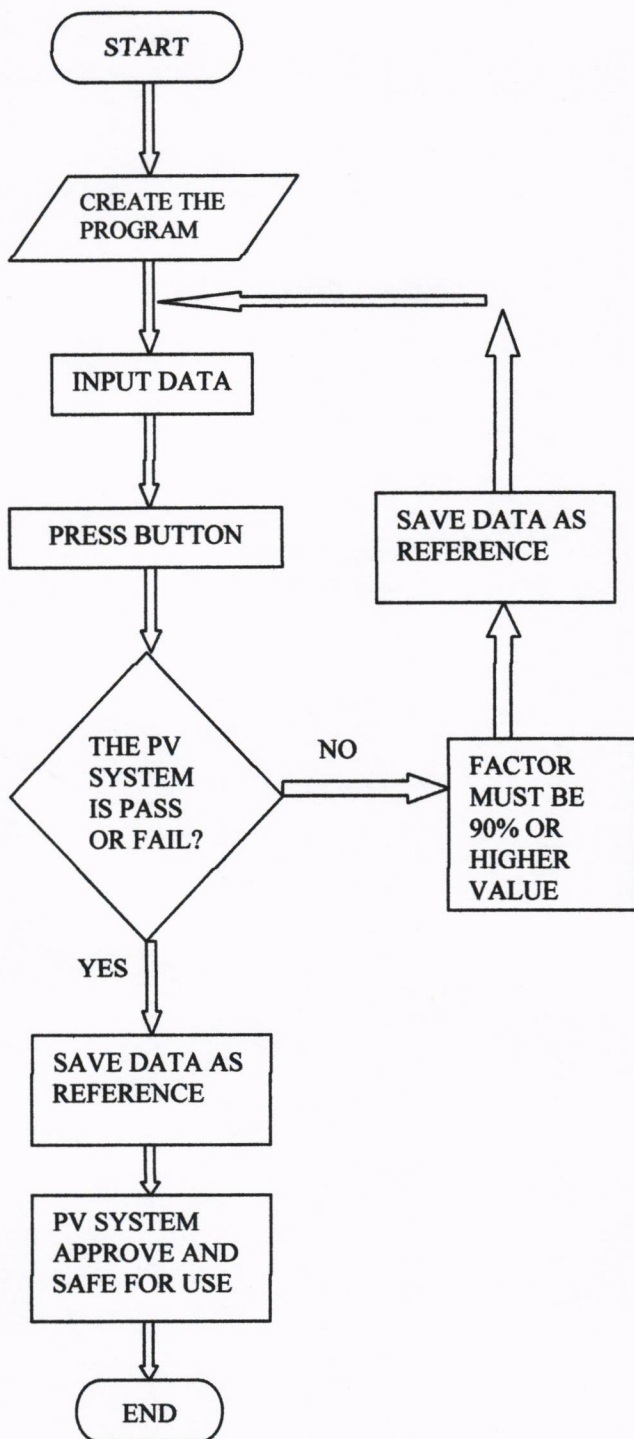 START
CREATE THE
PROGRAM
INPUT DATA
PRESS BUTTON
THE PV
SYSTEM
IS PASS
OR FAIL?
NO
FACTOR
MUST BE
90% OR
HIGHER
VALUE
SAVE DATA AS
REFERENCE
YES
SAVE DATA AS
REFERENCE
PV SYSTEM
APPROVE AND
SAFE FOR USE
END